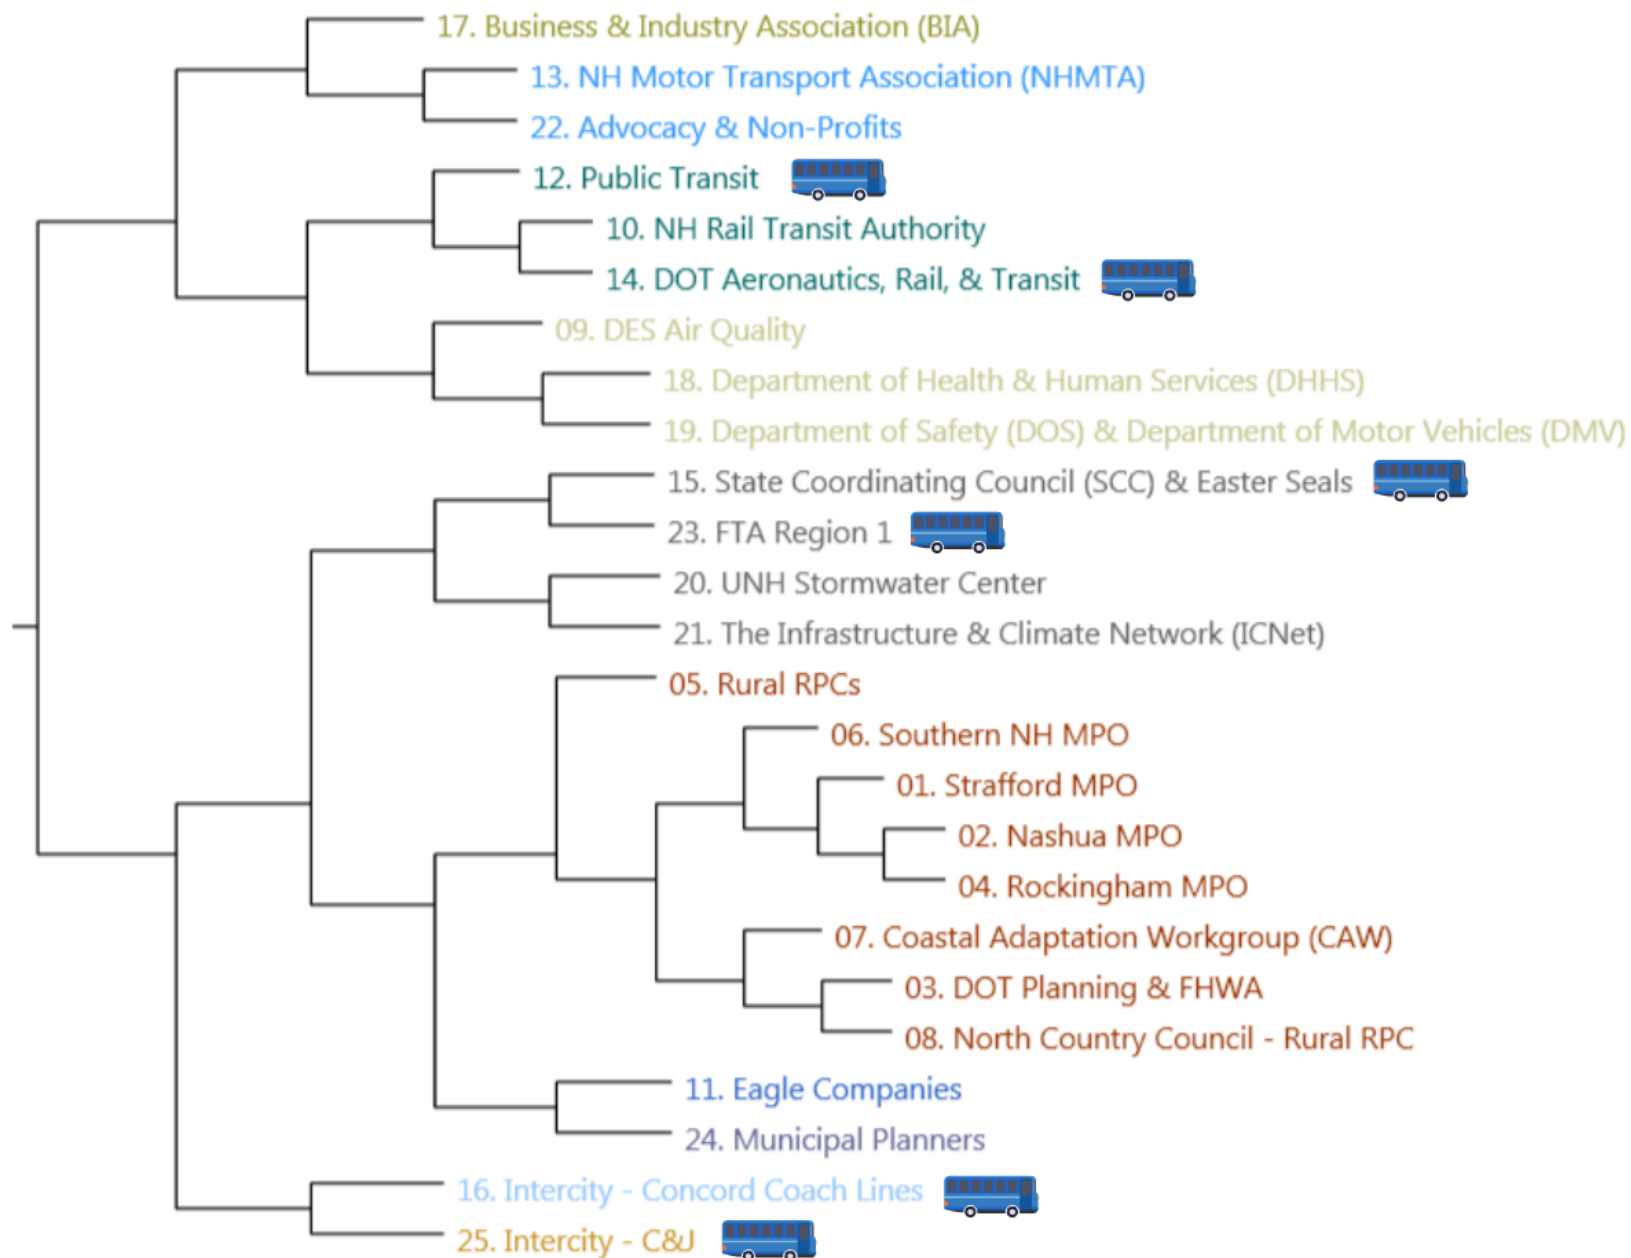 17. Business & Industry Association (BIA)
13. NH Motor Transport Association (NHMTA)
22. Advocacy & Non-Profits
12. Public Transit
10. NH Rail Transit Authority
14. DOT Aeronautics, Rail, & Transit
09. DES Air Quality
18. Department of Health & Human Services (DHHS)
19. Department of Safety (DOS) & Department of Motor Vehicles (DMV)
15. State Coordinating Council (SCC) & Easter Seals
23. FTA Region 1
20. UNH Stormwater Center
21. The Infrastructure & Climate Network (ICNet)
05. Rural RPCs
06. Southern NH MPO
01. Strafford MPO
02. Nashua MPO
04. Rockingham MPO
07. Coastal Adaptation Workgroup (CAW)
03. DOT Planning & FHWA
08. North Country Council - Rural RPC
11. Eagle Companies
24. Municipal Planners
16. Intercity - Concord Coach Lines
25. Intercity - C&J